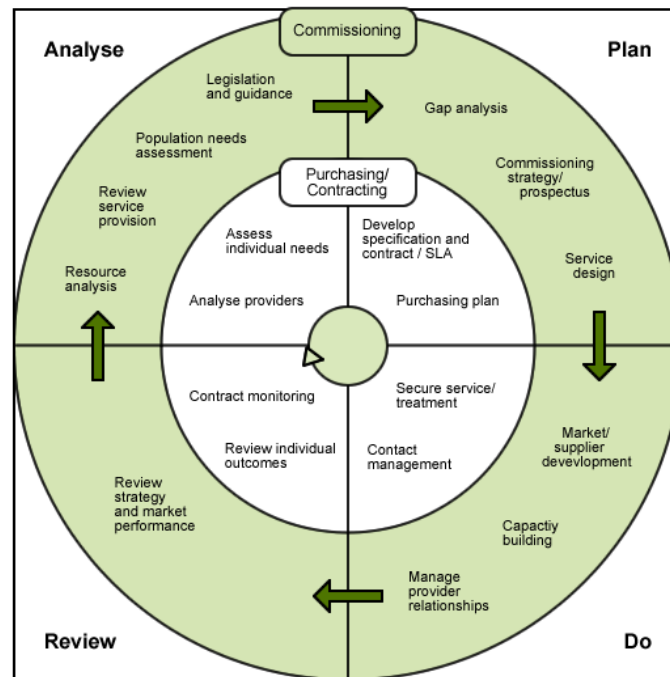 Analyse
Commissioning
Plan
Legislation
and guidance
Gap analysis
Population needs
assessment
Commissioning
strategy/
prospectus
Purchasing/
Contracting
Review
service
provision
Assess
individual needs
Develop
specification and
contract / SLA
Resource
analysis
Service
design
Analyse providers
Purchasing plan
Contract monitoring
Secure service/
treatment
Review individual
outcomes
Contact
management
Market/
supplier
devevlopment
Review
strategy
and market
performance
Capactiy
building
Manage
provider
relationships
Review
Do